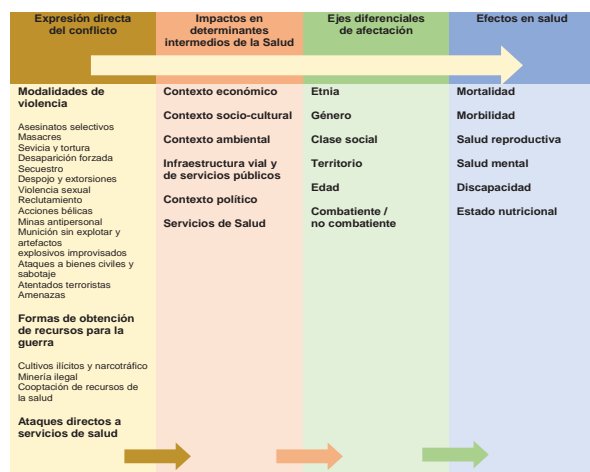 Expresión directa
del conflicto
Modalidades de
violencia
Asesinatos selectivos
Masacres
Sevicia y tortura
Desaparición forzada
Secuestro
Despojo y extorsiones
Violencia sexual
Reclutamiento
Acciones bélicas
Minas antipersonal
Munición sin explotar y
artefactos
explosivos improvisados
Ataques a bienes civiles y
sabotaje
Atentados terroristas
Amenazas
Formas de obtención
de recursos para la
guerra
Cultivos ilícitos y narcotráfico
Minería ilegal
Cooptación de recursos de
la salud
Ataques directos a
servicios de salud
Impactos en
determinantes
intermedios de la Salud
Contexto económico
Contexto socio-cultural
Contexto ambiental
Infraestructura vial y
de servicios públicos
Contexto político
Servicios de Salud
Ejes diferenciales
de afectación
Etnia
Género
Clase social
Territorio
Edad
Combatiente /
no combatiente
Efectos en salud
Mortalidad
Morbilidad
Salud reproductiva
Salud mental
Discapacidad
Estado nutricional